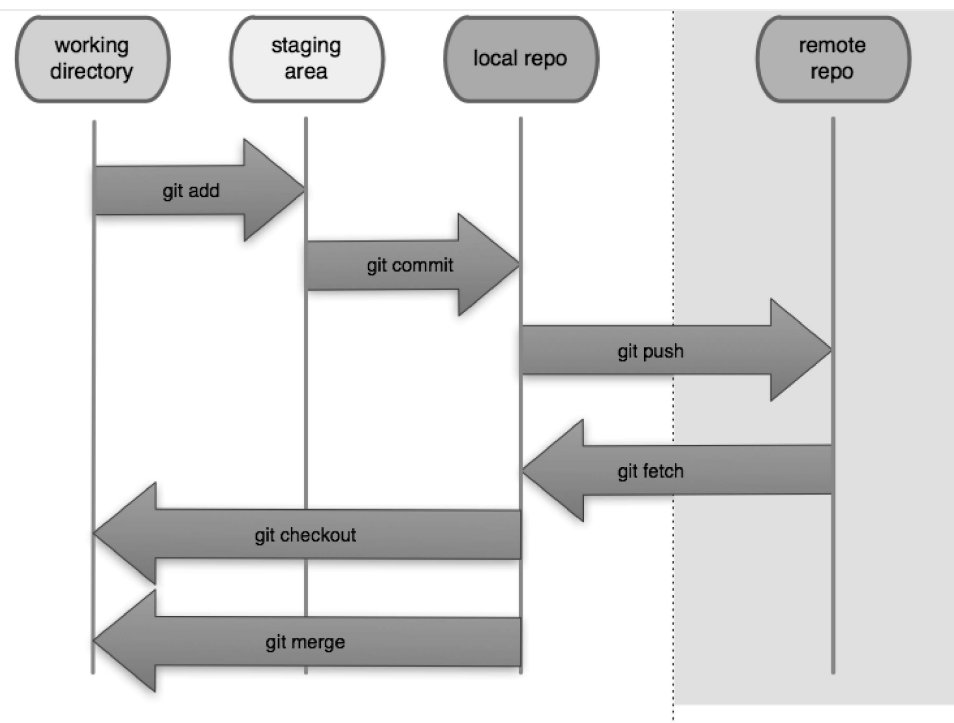 working
directory
staging
area
local repo
remote
repo
git add
git commit
git push
git fetch
git checkout
git merge